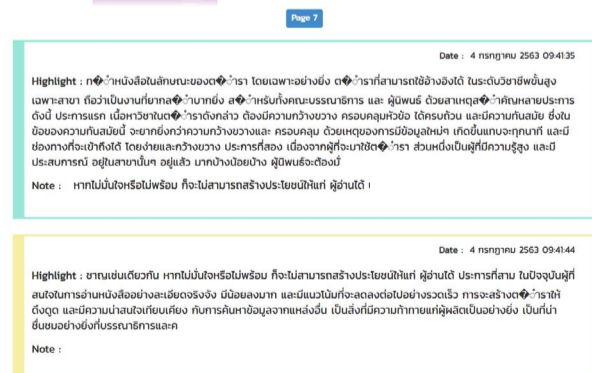 Page 7
Date : 4 กรกฎาคม 2563 09:41:35
Highlight : ท�ำหนังสือในลักษณะของต�ำรา โดยเฉพาะอย่างยิ่ง ต�ำราที่สามารถใช้อ้างอิงได้ ในระดับวิชาชีพขั้นสูง
เฉพาะสาขา ถือว่าเป็นงานที่ยากล�ำบากยิ่ง ส�ำหรับทั้งคณะบรรณาธิการ และ ผู้นิพนธ์ ด้วยสาเหตุส�ำคัญหลายประการ
ดังนี้ ประการแรก เนื้อหาวิชาในต�ำราดังกล่าว ต้องมีความกว้างขวาง ครอบคลุมหัวข้อ ได้ครบถ้วน และมีความทันสมัย ซึ่งใน
ข้อของความทันสมัยนี้ จะยากยิ่งกว่าความกว้างขวางและ ครอบคลุม ด้วยเหตุของการมีข้อมูลใหม่ๆ เกิดขึ้นแทบจะทุกนาที และมี
ช่องทางที่จะเข้าถึงได้ โดยง่ายและกว้างขวาง ประการที่สอง เนื่องจากผู้ที่จะมาใช้ต�ำรา ส่วนหนึ่งเป็นผู้ที่มีความรู้สูง และมี
ประสบการณ์ อยู่ในสาขานั้นๆ อยู่แล้ว มากบ้างน้อยบ้าง ผู้นิพนธ์จะต้องมั่
Note : หากไม่มั่นใจหรือไม่พร้อม ก็จะไม่สามารถสร้างประโยชน์ให้แก่ ผู้อ่านได้ เ
Date : 4 กรกฎาคม 2563 09:41:44
Highlight : ชาญเช่นเดียวกัน หากไม่มั่นใจหรือไม่พร้อม ก็จะไม่สามารถสร้างประโยชน์ให้แก่ ผู้อ่านได้ ประการที่สาม ในปัจจุบันผู้ที่
สนใจในการอ่านหนังสืออย่างละเอียดจริงจัง มีน้อยลงมาก และมีแนวโน้มที่จะลดลงต่อไปอย่างรวดเร็ว การจะสร้างต�ำราให้
ดึงดูด และมีความน่าสนใจเทียบเคียง กับการค้นหาข้อมูลจากแหล่งอื่น เป็นสิ่งที่มีความท้าทายแก่ผู้ผลิตเป็นอย่างยิ่ง เป็นที่น่า
ชื่นชมอย่างยิ่งที่บรรณาธิการและค
Note :